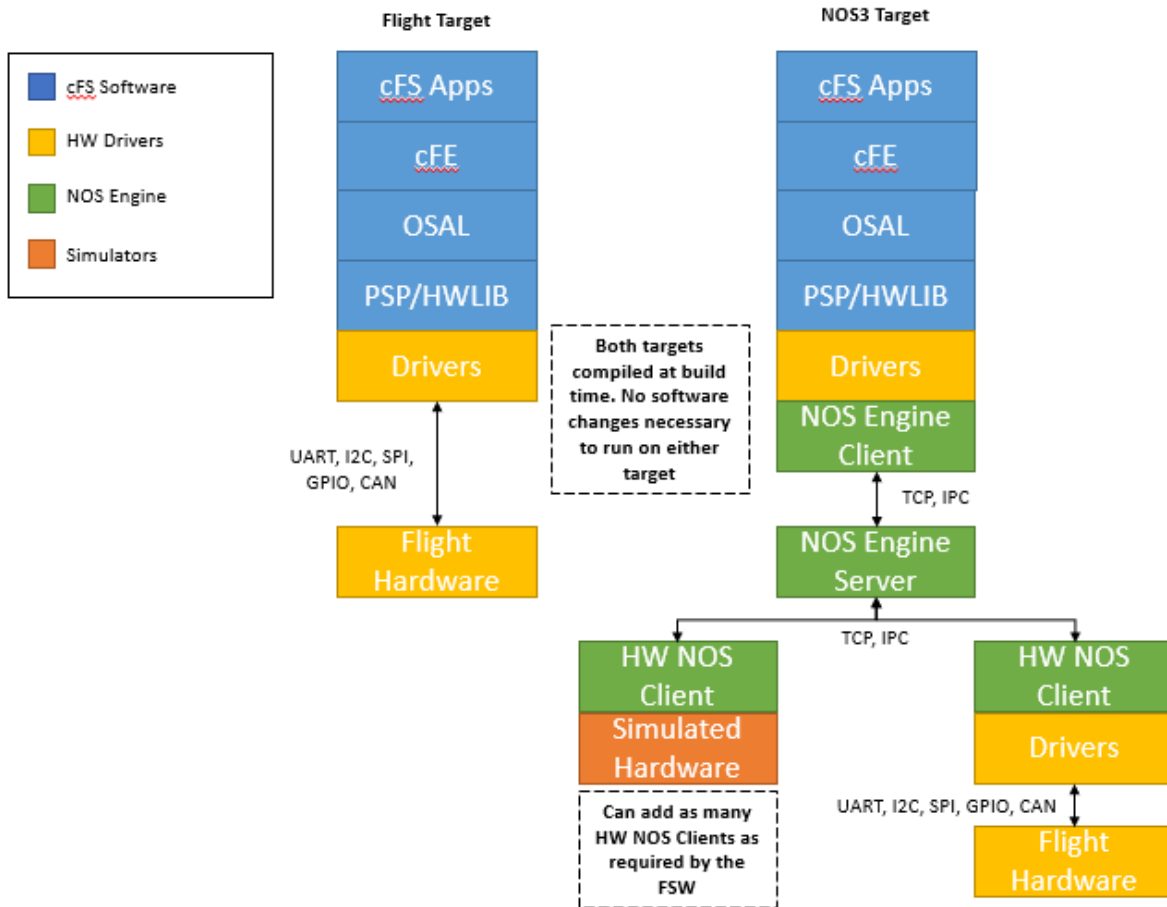 Flight Target
NOS3 Target
cFS Software
HW Drivers
NOS Engine
Simulators
cFS Apps
cFE
OSAL
PSP/HWLIB
Drivers
UART, I2C, SPI,
GPIO, CAN
Flight
Hardware
Both targets
compiled at build
time. No software
changes necessary
to run on either
target
cFS Apps
cFE
OSAL
PSP/HWLIB
Drivers
NOS Engine
Client
TCP, IPC
NOS Engine
Server
TCP, IPC
HW NOS
Client
Simulated
Hardware
Can add as many
HW NOS Clients as
required by the
FSW
HW NOS
Client
Drivers
UART, I2C, SPI, GPIO, CAN
Flight
Hardware